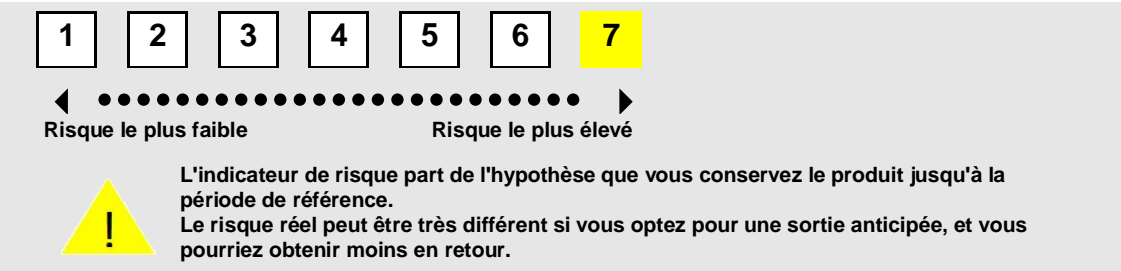 1 2 3 4 5 6 7
Risque le plus faible Risque le plus élevé
L'indicateur de risque part de l'hypothèse que vous conservez le produit jusqu'à la
période de référence.
Le risque réel peut être très différent si vous optez pour une sortie anticipée, et vous
pourriez obtenir moins en retour.
!